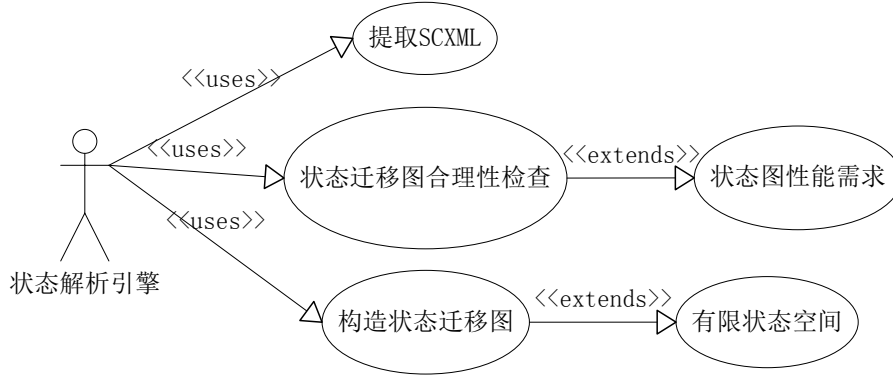 提取SCXML
<<uses>>
<<uses>>
状态迁移图合理性检查
<<extends>>
状态图性能需求
<<uses>>
状态解析引擎
构造状态迁移图
<<extends>>
有限状态空间